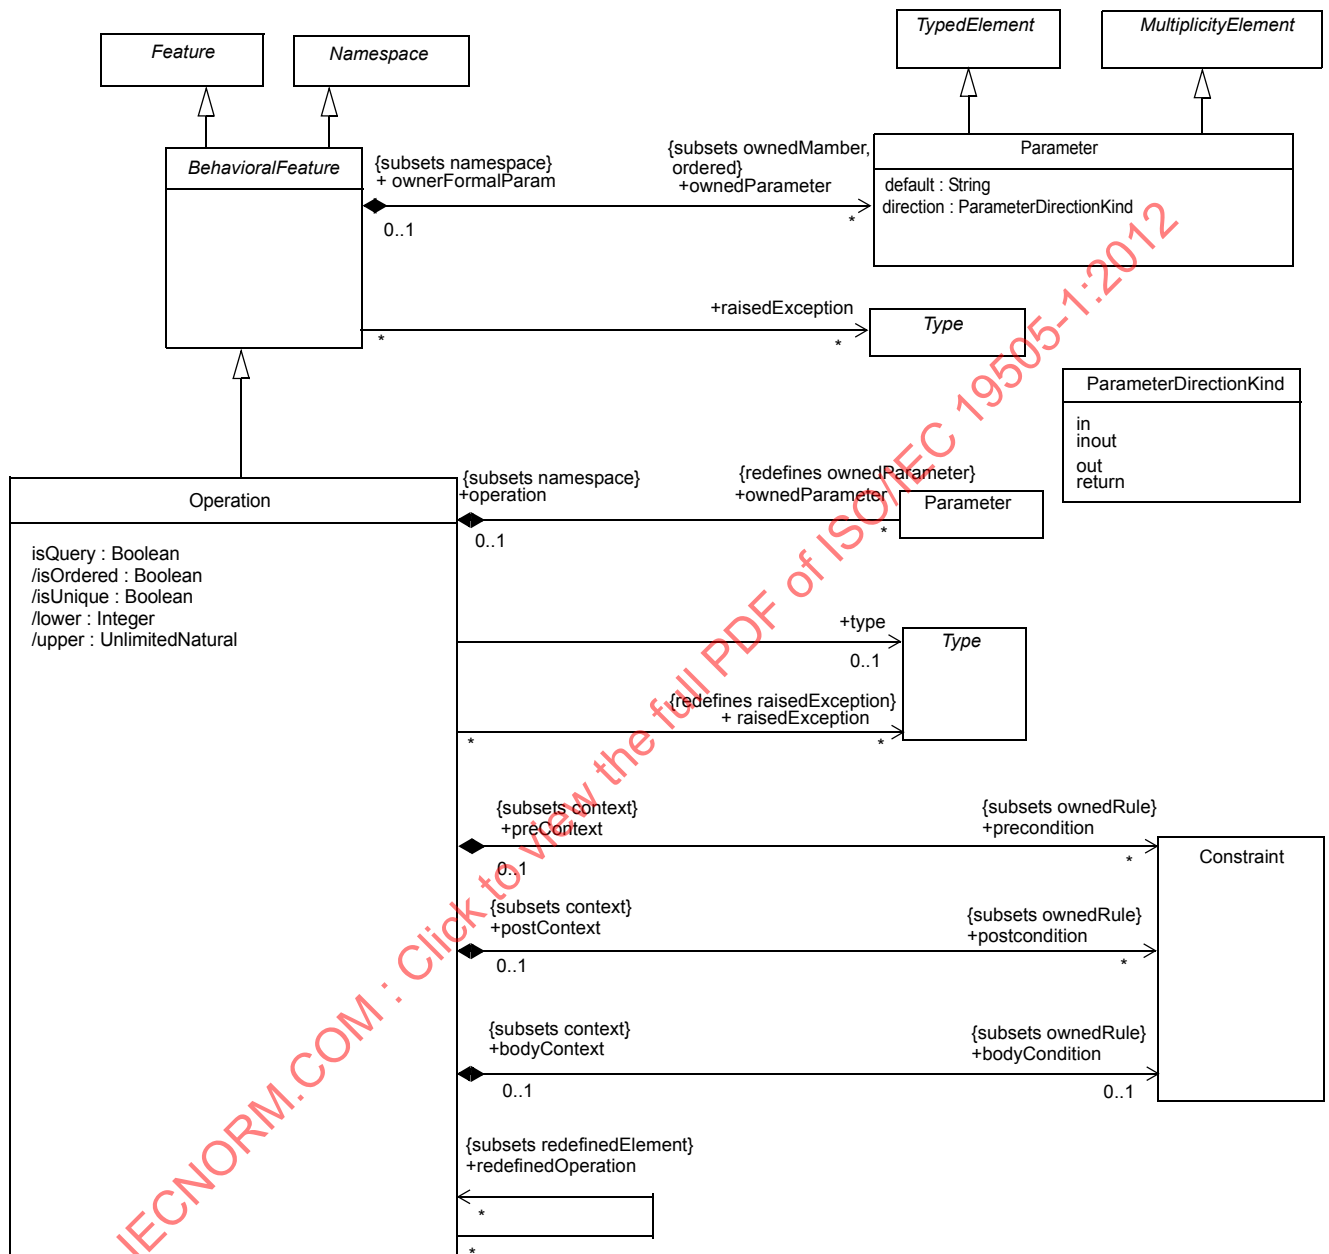 Feature
Namespace
TypedElement
MultiplicityElement
BehavioralFeature
{subsets namespace}
+ ownerFormalParam
0..1
{subsets ownedMamber,
ordered}
+ownedParameter
*
Parameter
default : String
direction : ParameterDirectionKind
+raisedException
*
*
Type
ParameterDirectionKind
in
inout
out
return
Operation
isQuery : Boolean
/isOrdered : Boolean
/isUnique : Boolean
/lower : Integer
/upper : UnlimitedNatural
{subsets namespace}
+operation
0..1
{redefines ownedParameter}
+ownedParameter
*
Parameter
+type
0..1
Type
{redefines raisedException}
+ raisedException
*
*
{subsets context}
+preContext
0..1
{subsets ownedRule}
+precondition
*
Constraint
{subsets context}
+postContext
0..1
{subsets ownedRule}
+postcondition
*
{subsets context}
+bodyContext
0..1
{subsets ownedRule}
+bodyCondition
0..1
{subsets redefinedElement}
+redefinedOperation
*
*
IECNORM.COM : Click to view the full PDF of ISO/IEC 19505-1:2012